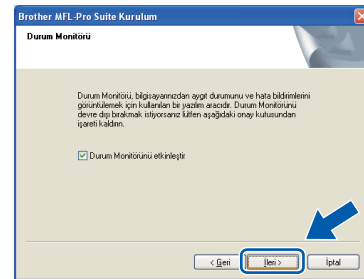 Brother MFL-Pro Suite Kurulum
Durum Monitörü
Durum Monitörü, bilgisayarınızdan aygıt durumunu ve hata bildirimlerini
görüntülemek için kullanılan bir yazılım aracıdır. Durum Monitörünü
devre dışı bırakmak istiyorsanız lütfen aşağıdaki onay kutusundan
işareti kaldırın.
Durum Monitörünü etkinleştir
< Geri
İleri >
İptal